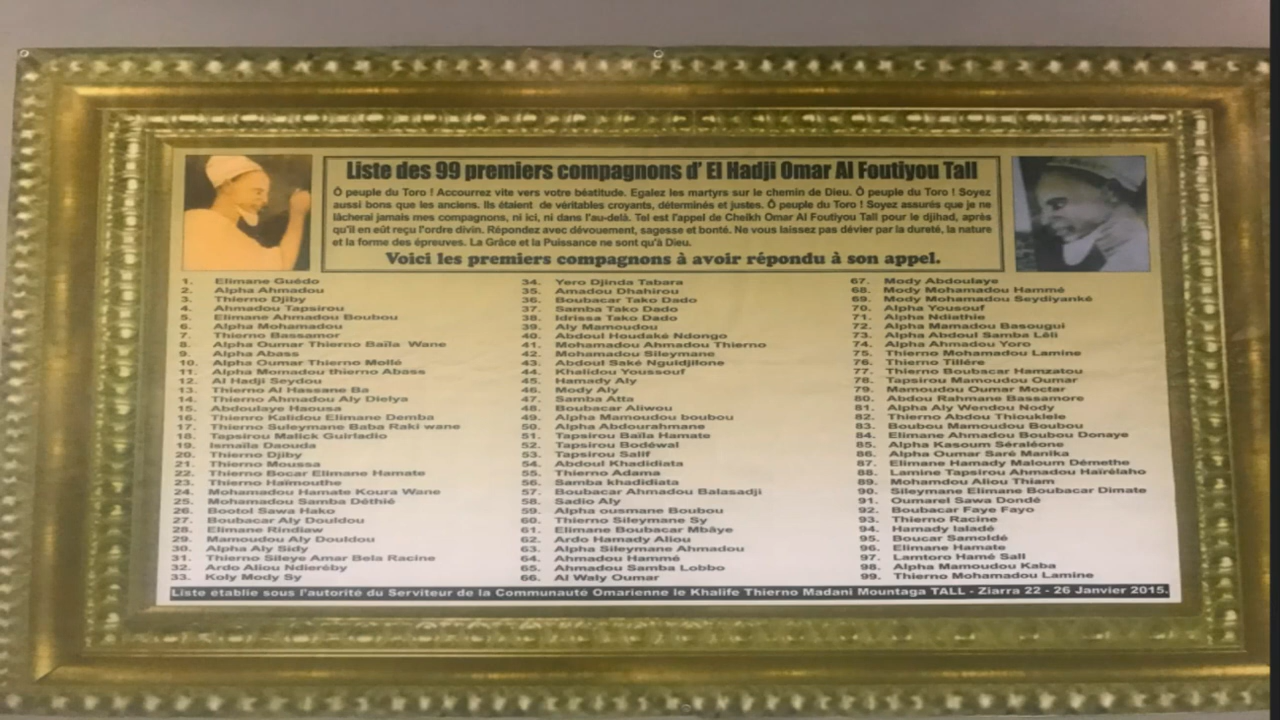 Liste des 99 premiers compagnons d' El Hadji Omar Al Foutiyou Tall
Ô peuple du Toro ! Accourrez vite vers votre béatitude. Egalez les martyrs sur le chemin de Dieu. Ô peuple du Toro ! Soyez
aussi bons que les anciens. Ils étaient de véritables croyants, déterminés et justes. Ô peuple du Toro ! Soyez assurés que je ne
lâcherai jamais mes compagnons, ni ici, ni dans l'au-delà. Tel est l'appel de Cheikh Omar Al Foutiyou Tall pour le djihad, après
qu'il en eût reçu l'ordre divin. Répondez avec dévouement, sagesse et bonté. Ne vous laissez pas dévier par la dureté, la nature
et la forme des épreuves. La Grâce et la Puissance ne sont qu'à Dieu.
Voici les premiers compagnons à avoir répondu à son appel.
1. Elimane Guédo
2. Alpha Ahmadou
3. Thierno Djiby
4. Ahmadou Tapsirou
5. Elimane Ahmadou Boubou
6. Alpha Mohamadou
7. Thierno Bassamor
8. Alpha Oumar Thierno Baïla Wane
9. Alpha Abass
10. Alpha Oumar Thierno Mollé
11. Alpha Momadou thierno Abass
12. Al Hadji Seydou
13. Thierno Al Hassane Ba
14. Thierno Ahmadou Aly Dielya
15. Abdoulaye Haousa
16. Thienro Kalidou Elimane Demba
17. Thierno Suleymane Baba Raki wane
18. Tapsirou Malick Guirladio
19. Ismaïla Daouda
20. Thierno Djiby
21. Thierno Moussa
22. Thierno Bocar Elimane Hamate
23. Thierno Haïmouthe
24. Mohamadou Hamate Koura Wane
25. Mohamadou Samba Déthié
26. Bootol Sawa Hako
27. Boubacar Aly Douldou
28. Elimane Rindiaw
29. Mamoudou Aly Douldou
30. Alpha Aly Sidy
31. Thierno Sileye Amar Bela Racine
32. Ardo Aliou Ndieréby
33. Koly Mody Sy
34. Yero Djinda Tabara
35. Amadou Dhahirou
36. Boubacar Tako Dado
37. Samba Tako Dado
38. Idrissa Tako Dado
39. Aly Mamoudou
40. Abdoul Houdaké Ndongo
41. Mohamadou Ahmadou Thierno
42. Mohamadou Sileymane
43. Abdoul Saké Nguidjilone
44. Khalidou Youssouf
45. Hamady Aly
46. Mody Aly
47. Samba Atta
48. Boubacar Aliwou
49. Alpha Mamoudou boubou
50. Alpha Abdourahmane
51. Tapsirou Baïla Hamate
52. Tapsirou Bodéwal
53. Tapsirou Salif
54. Abdoul Khadidiata
55. Thierno Adama
56. Samba khadidiata
57. Boubacar Ahmadou Balasadji
58. Sadio Aly
59. Alpha ousmane Boubou
60. Thierno Sileymane Sy
61. Elimane Boubacar Mbâye
62. Ardo Hamady Aliou
63. Alpha Sileymane Ahmadou
64. Ahmadou Hammé
65. Ahmadou Samba Lobbo
66. Al Waly Oumar
67. Mody Abdoulaye
68. Mody Mohamadou Hammé
69. Mody Mohamadou Seydiyanké
70. Alpha Yousouf
71. Alpha Ndiathie
72. Alpha Mamadou Basougui
73. Alpha Abdoul Samba Lêli
74. Alpha Ahmadou Yoro
75. Thierno Mohamadou Lamine
76. Thierno Tillére
77. Thierno Boubacar Hamzatou
78. Tapsirou Mamoudou Oumar
79. Mamoudou Oumar Moctar
80. Abdou Rahmane Bassamore
81. Alpha Aly Wendou Nody
82. Thierno Abdou Thioukiele
83. Boubou Mamoudou Boubou
84. Elimane Ahmadou Boubou Donaye
85. Alpha Kasoum Séraléone
86. Alpha Oumar Saré Manika
87. Elimane Hamady Maloum Démethe
88. Lamine Tapsirou Ahmadou Haïrélaho
89. Mohamdou Aliou Thiam
90. Sileymane Elimane Boubacar Dimate
91. Oumarel Sawa Dondé
92. Boubacar Faye Fayo
93. Thierno Racine
94. Hamady Ialadé
95. Boucar Samoldé
96. Elimane Hamate
97. Lamtoro Hamé Sall
98. Alpha Mamoudou Kaba
99. Thierno Mohamadou Lamine
Liste établie sous l'autorité du Serviteur de la Communauté Omarienne le Khalife Thierno Madani Mountaga TALL - Ziarra 22 - 26 Janvier 2015.